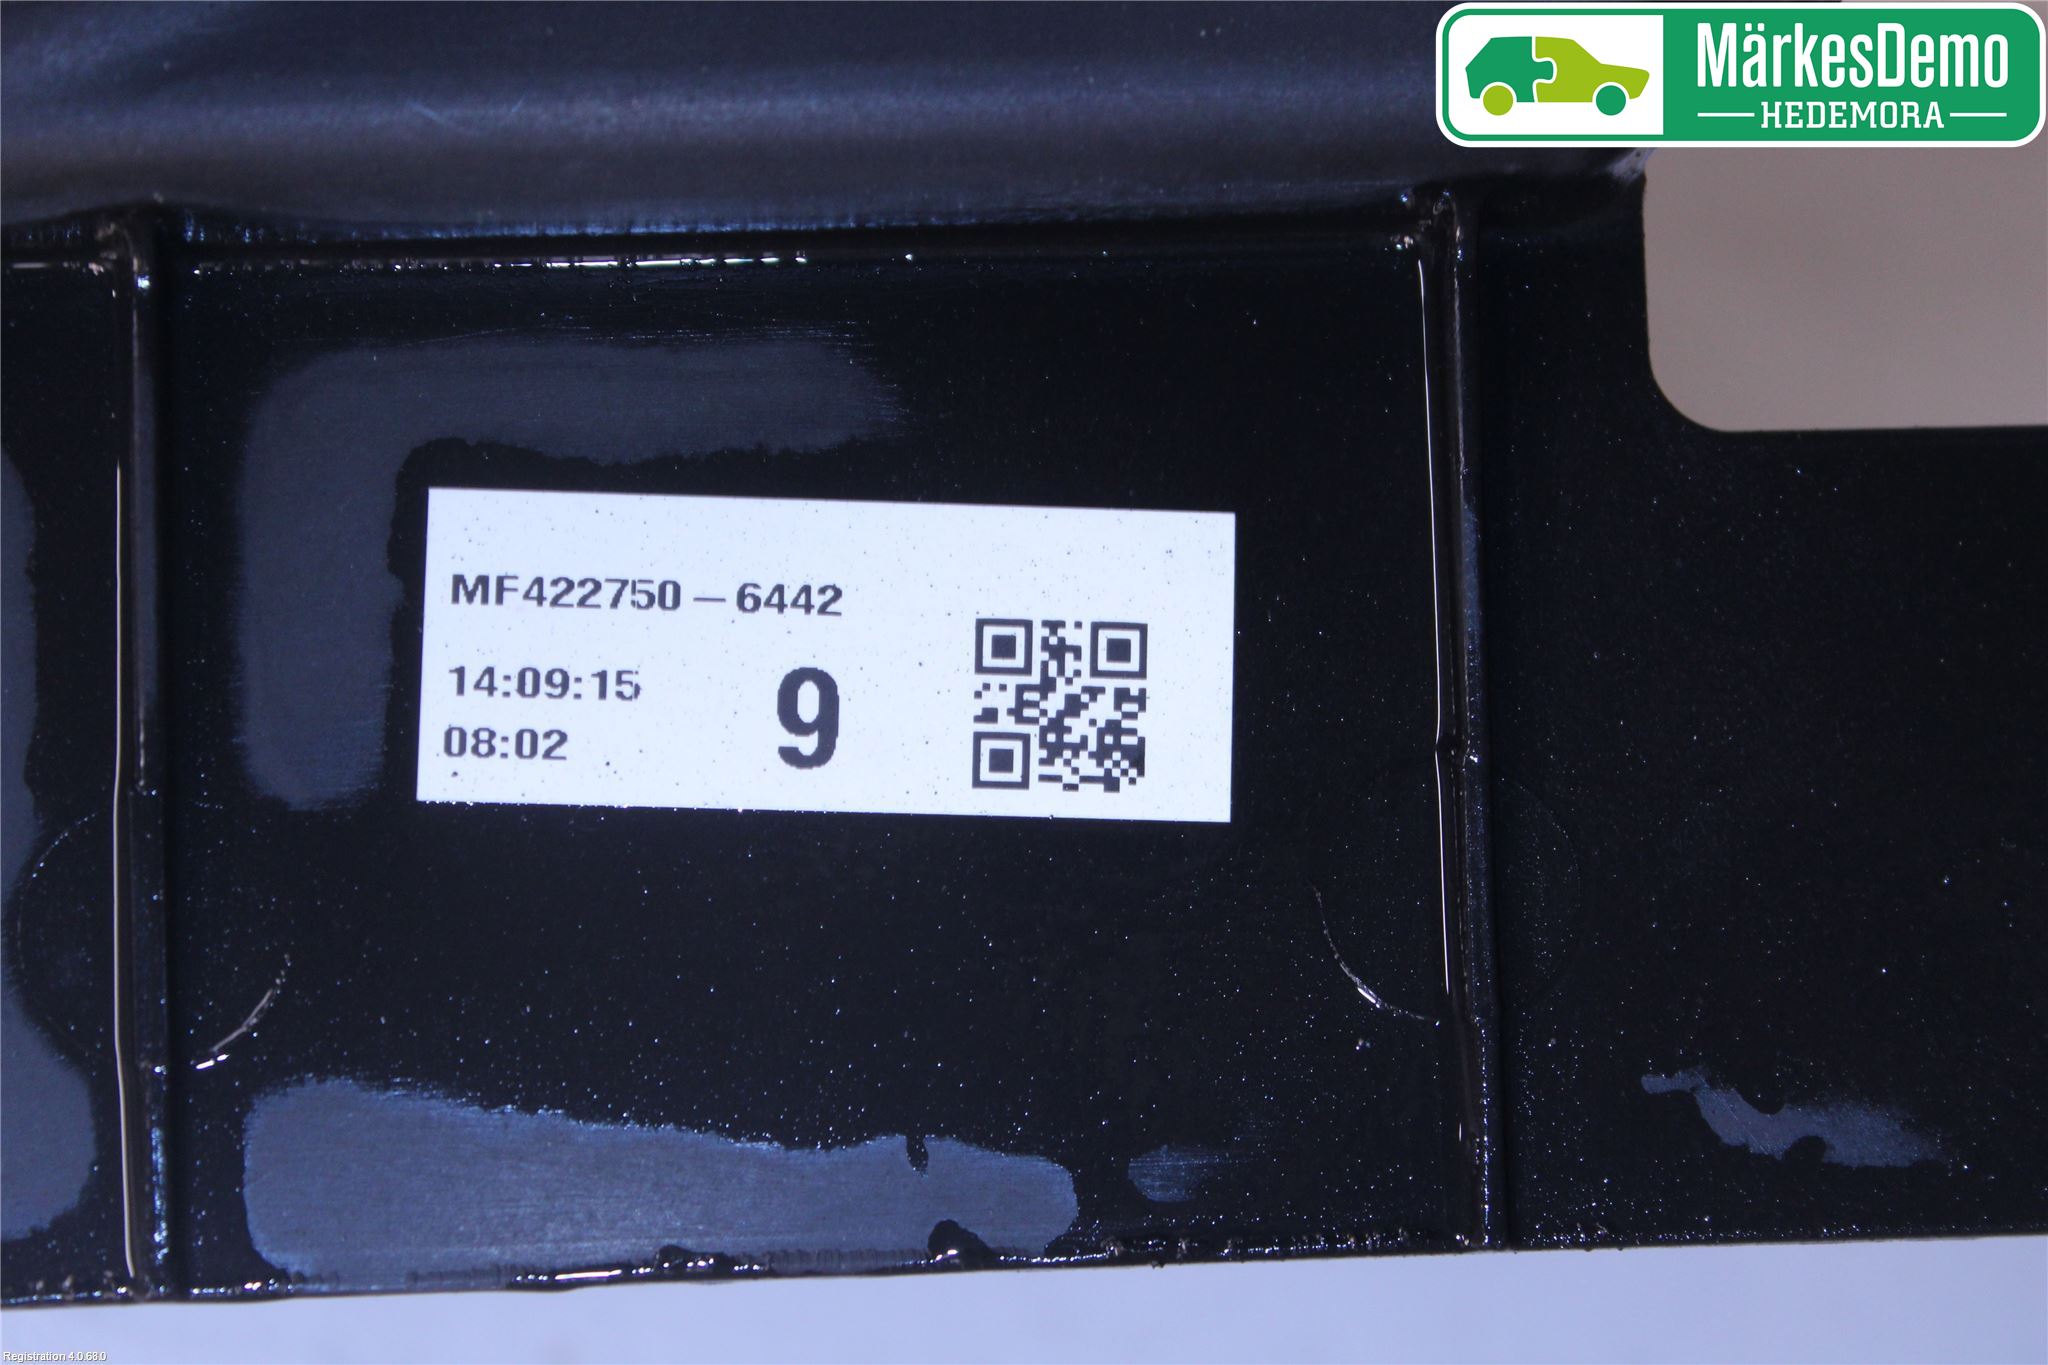 MärkesDemo
HEDEMORA
MF422750-6442
14:09:15
08:02
9
Registration 4.0.68.0